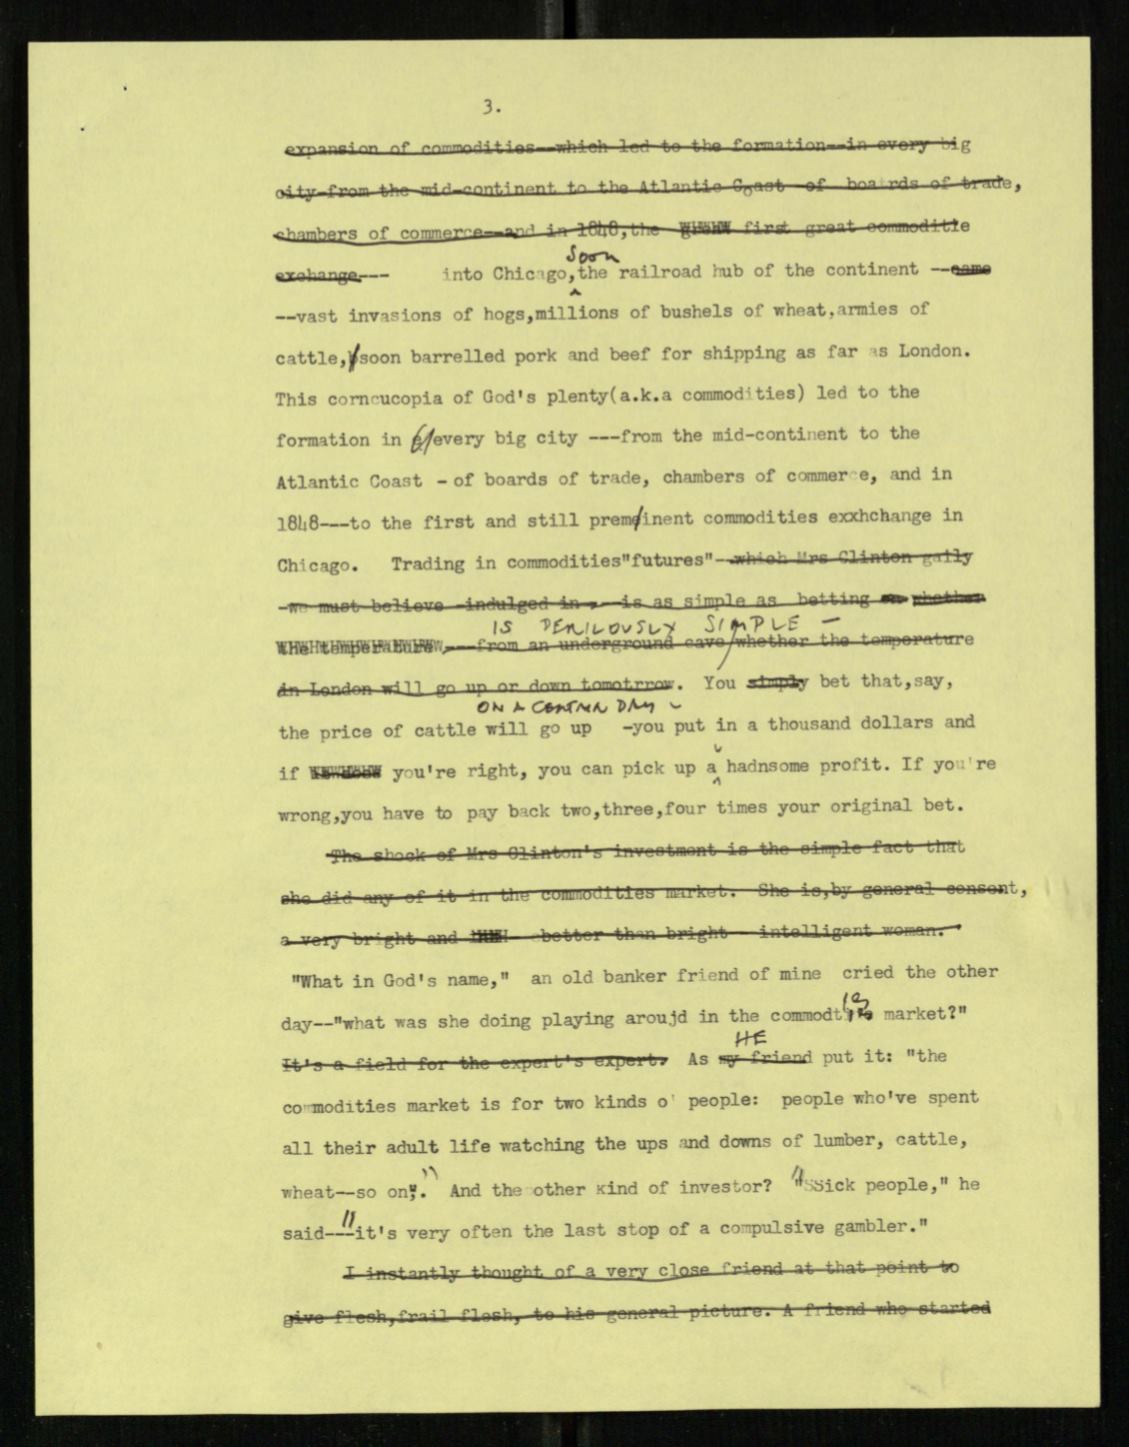 3.
expansion of commodities--which led to the formation--in every big
city-from the mid-continent to the Atlantic Coast -of boards of trade,
chambers of commerce--and in 1848,the first great commoditie
exchange.---    into Chicago, Soon the railroad hub of the continent --came
--vast invasions of hogs,millions of bushels of wheat,armies of
cattle, soon barrelled pork and beef for shipping as far as London.
This corncucopia of God's plenty(a.k.a commodities) led to the
formation in every big city ---from the mid-continent to the
Atlantic Coast - of boards of trade, chambers of commerce, and in
1848---to the first and still preminent commodities exxhchange in
Chicago.   Trading in commodities"futures"--which Mrs Clinton gaily
-we must believe -indulged in - --is as simple as betting on whether
IS PERILOUSLY SIMPLE -
the temperature,---from an underground cave/whether the temperature
in London will go up or down tomotrrow. You simply bet that,say,
ON A CERTAIN DAY
the price of cattle will go up   -you put in a thousand dollars and
if you're right, you can pick up a hadnsome profit. If you're
wrong,you have to pay back two,three,four times your original bet.
The shock of Mrs Clinton's investment is the simple fact that
she did any of it in the commodities market. She is,by general consent,
a very bright and - better than bright - intelligent woman.
"What in God's name,"  an old banker friend of mine  cried the other
day--"what was she doing playing aroujd in the commodties market?"
HE
It's a field for the expert's expert.  As my friend put it: "the
commodities market is for two kinds o' people:  people who've spent
all their adult life watching the ups and downs of lumber, cattle,
wheat--so on." And the other kind of investor? "SSick people," he
said--"it's very often the last stop of a compulsive gambler."
I instantly thought of a very close friend at that point to
give flesh,frail flesh, to his general picture. A friend who started